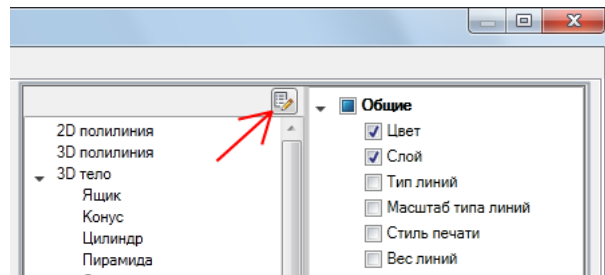 2D полилиния
3D полилиния
3D тело
Ящик
Конус
Цилиндр
Пирамида
Общие
Цвет
Слой
Тип линий
Масштаб типа линий
Стиль печати
Вес линий